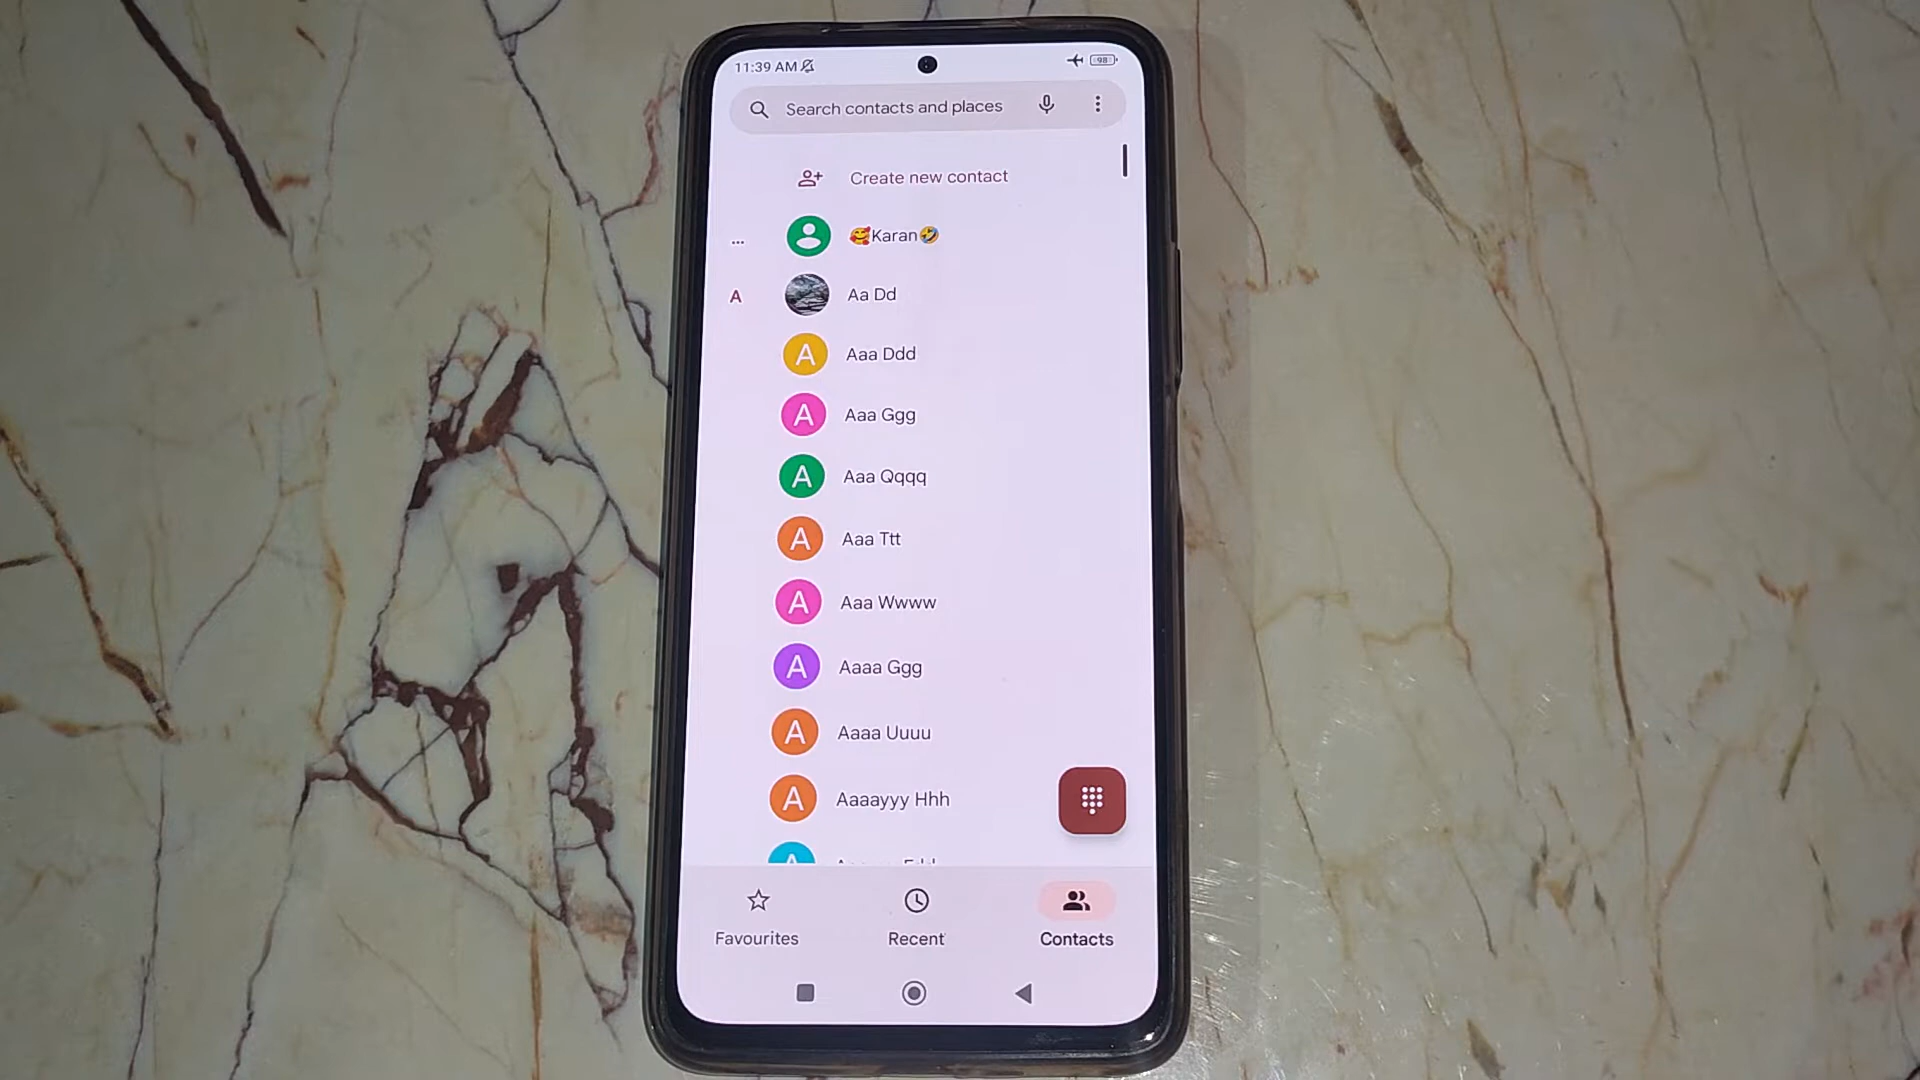 11:39 AM
98
Search contacts and places
Create new contact
... 🥰Karan🤣
A Aa Dd
A Aaa Ddd
A Aaa Ggg
A Aaa Qqqq
A Aaa Ttt
A Aaa Wwww
A Aaaa Ggg
A Aaaa Uuuu
A Aaaayyy Hhh
Favourites Recent Contacts